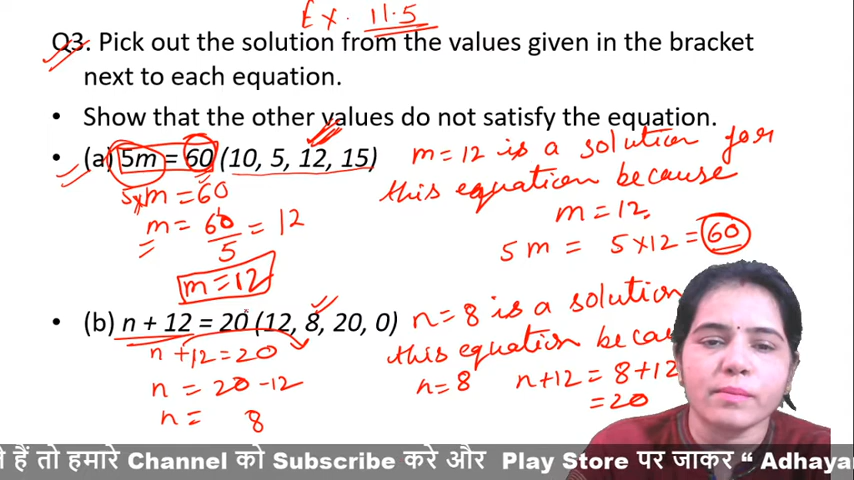 Ex. 11.5
Q3. Pick out the solution from the values given in the bracket
next to each equation.
• Show that the other values do not satisfy the equation.
• (a) 5m = 60 (10, 5, 12, 15)
m = 12 is a solution for
this equation because
m = 12.
5m = 5×12 = 60
5×m = 60
m = 60/5 = 12
m = 12
• (b) n + 12 = 20 (12, 8, 20, 0)
n = 8 is a solution
this equation beca
n = 8 n+12 = 8+12
= 20
n +12 = 20
n = 20 -12
n = 8
ते हैं तो हमारे Channel को Subscribe करे और Play Store पर जाकर “ Adhaya